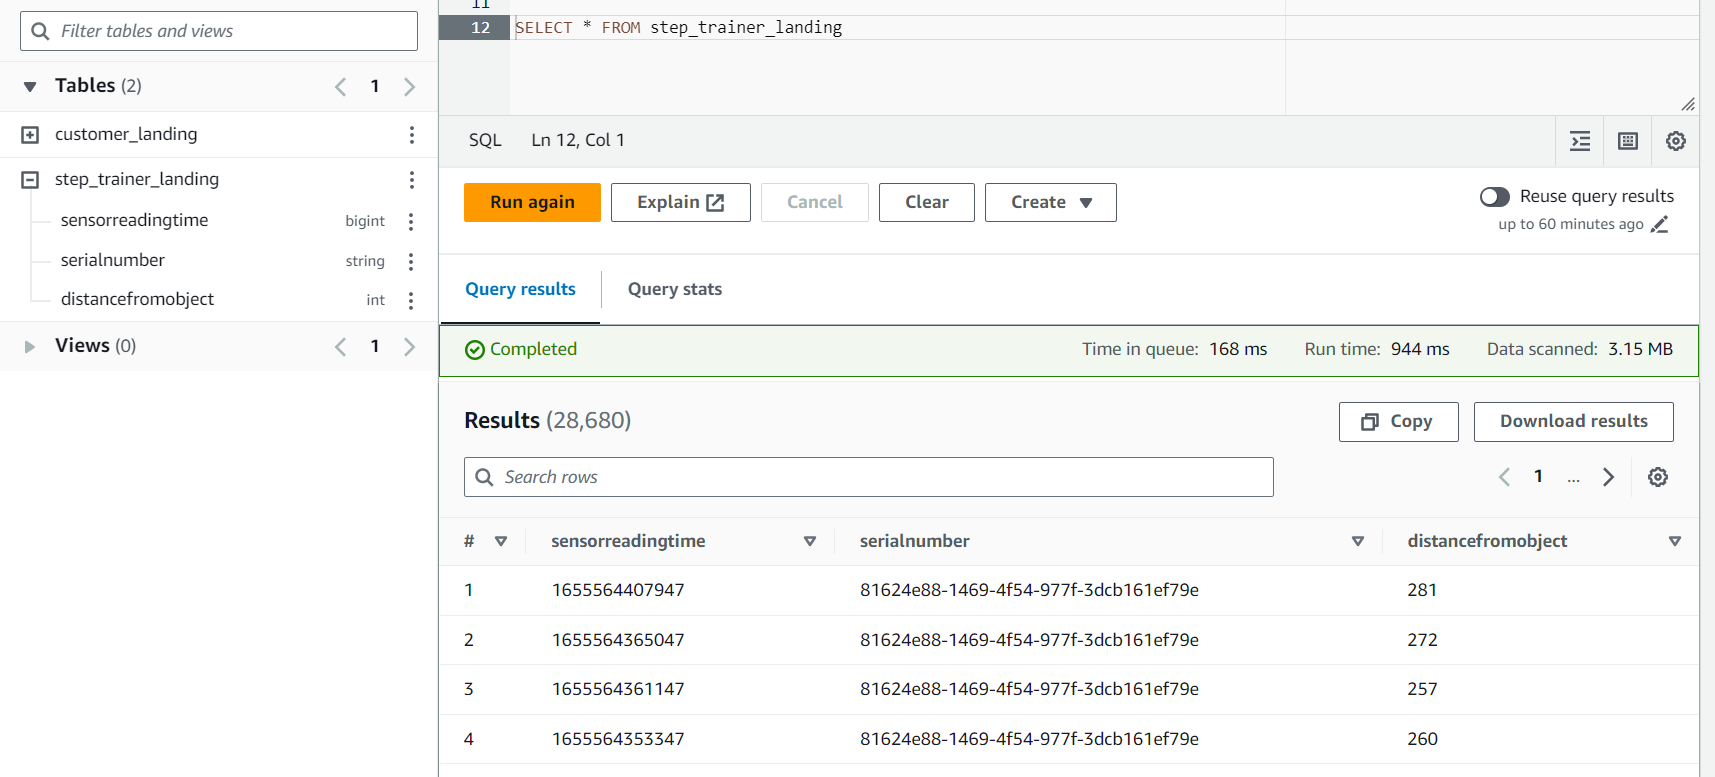 Filter tables and views
Tables (2)
1
customer_landing
step_trainer_landing
sensorreadingtime bigint
serialnumber string
distancefromobject int
Views (0)
1
11
12 SELECT * FROM step_trainer_landing
SQL Ln 12, Col 1
Run again Explain Cancel Clear Create
Reuse query results
up to 60 minutes ago
Query results Query stats
Completed Time in queue: 168 ms Run time: 944 ms Data scanned: 3.15 MB
Results (28,680) Copy Download results
Search rows 1 ...
# sensorreadingtime serialnumber distancefromobject
1 1655564407947 81624e88-1469-4f54-977f-3dcb161ef79e 281
2 1655564365047 81624e88-1469-4f54-977f-3dcb161ef79e 272
3 1655564361147 81624e88-1469-4f54-977f-3dcb161ef79e 257
4 1655564353347 81624e88-1469-4f54-977f-3dcb161ef79e 260